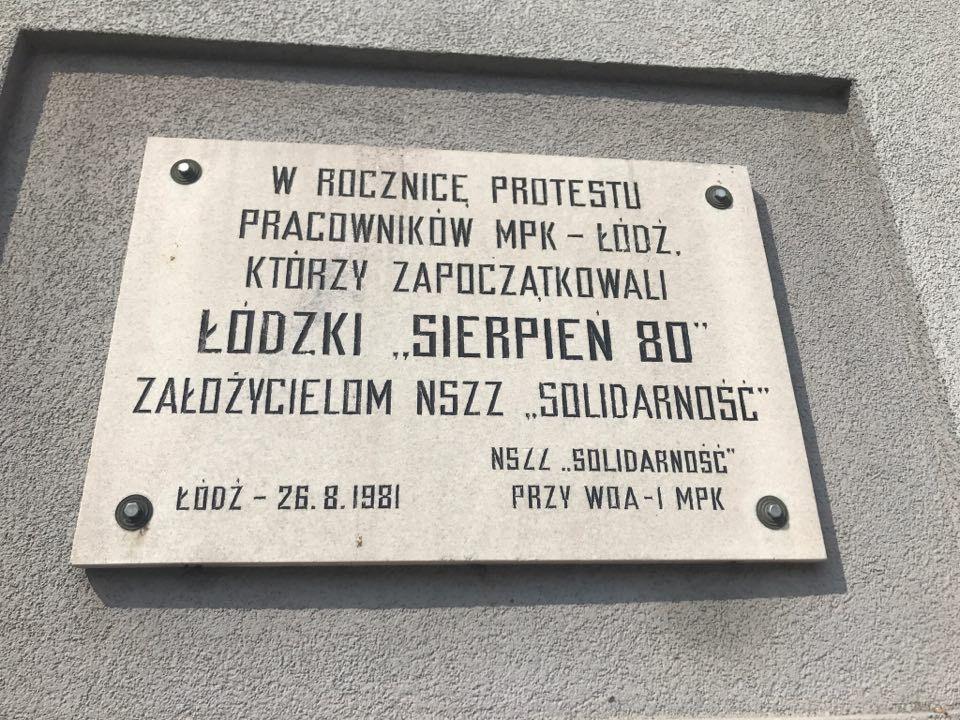 W ROCZNICĘ PROTESTU
PRACOWNIKÓW MPK – ŁÓDŹ,
KTÓRZY ZAPOCZĄTKOWALI
ŁÓDZKI „SIERPIEŃ 80”
ZAŁOŻYCIELOM NSZZ „SOLIDARNOŚĆ”
NSZZ „SOLIDARNOŚĆ”
ŁÓDŹ – 26.8.1981 PRZY WOA-I MPK